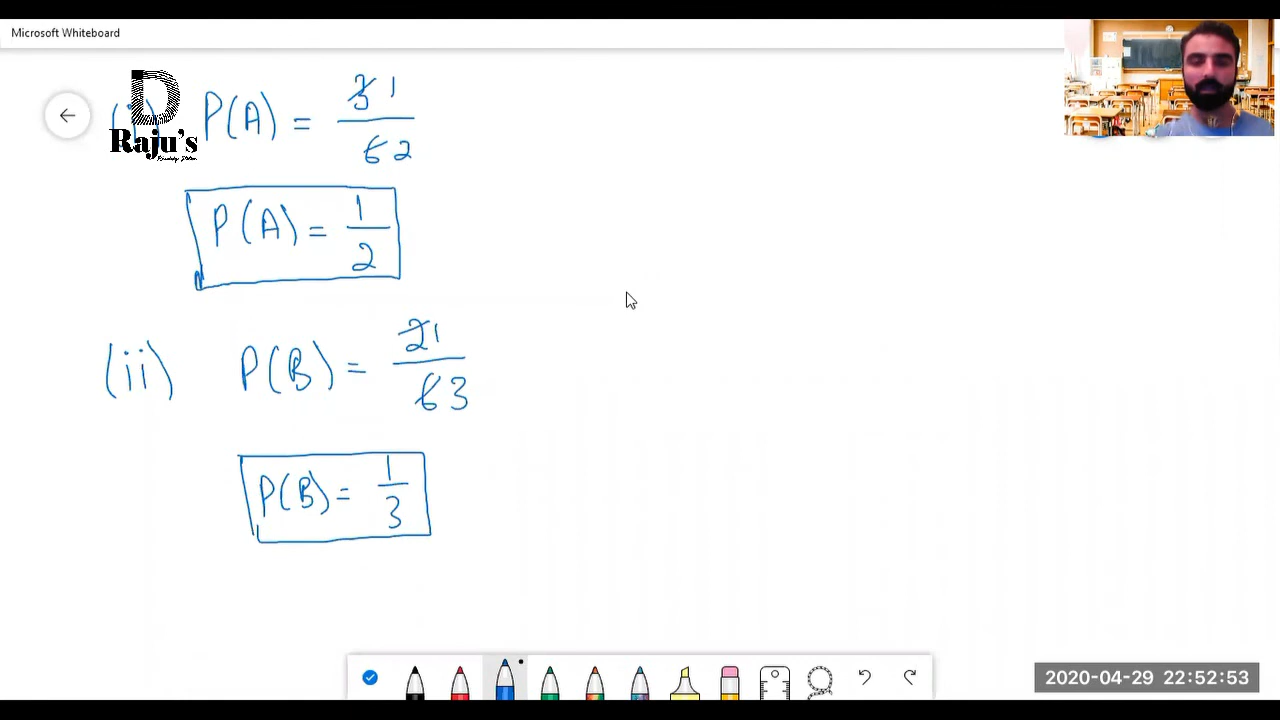 Microsoft Whiteboard
D
Raju's
(i) P(A) = 3 1
6 2
P(A) = 1
2
(ii) P(B) = 2 1
6 3
P(B) = 1
3
2020-04-29 22:52:53